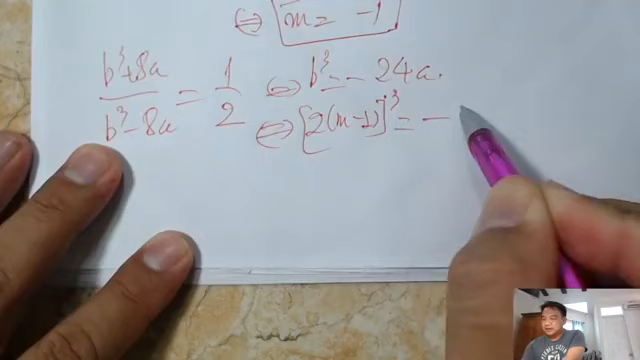 ⇔ m = -1
(b³+8a)/(b³-8a) = 1/2 ⇔ b³ = -24a.
⇔ [2(m-1)]³ = -